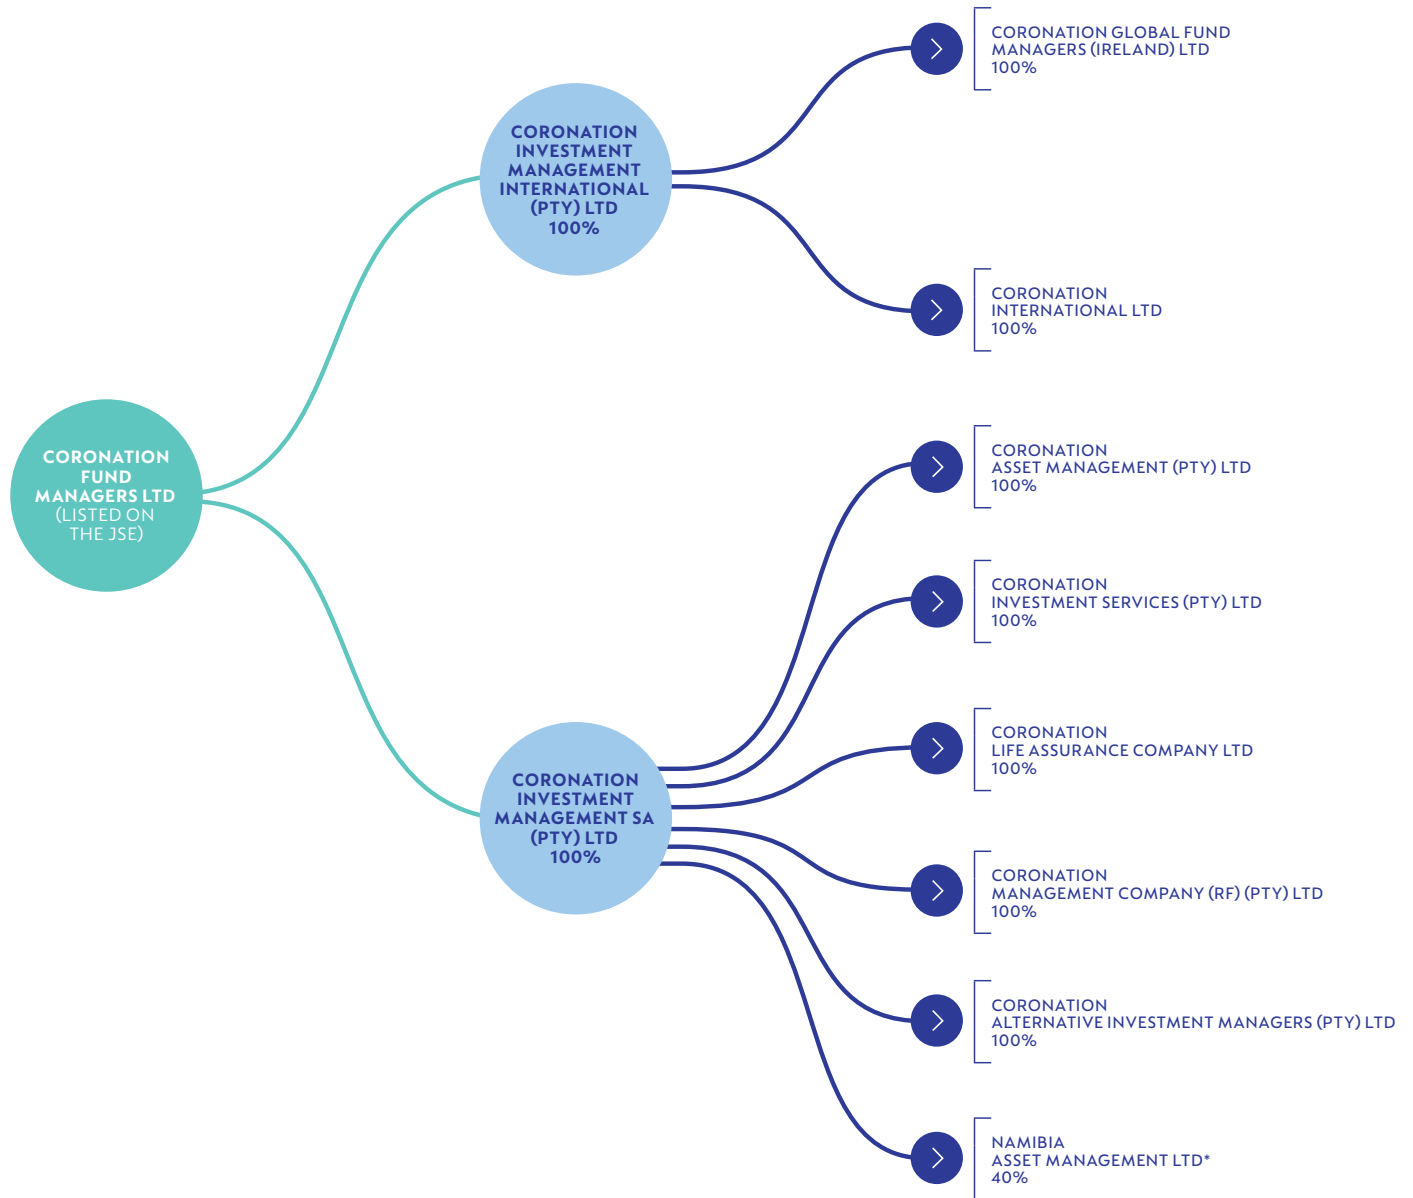 CORONATION
FUND
MANAGERS LTD
(LISTED ON
THE JSE)
CORONATION
INVESTMENT
MANAGEMENT
INTERNATIONAL
(PTY) LTD
100%
CORONATION GLOBAL FUND
MANAGERS (IRELAND) LTD
100%
CORONATION
INTERNATIONAL LTD
100%
CORONATION
INVESTMENT
MANAGEMENT SA
(PTY) LTD
100%
CORONATION
ASSET MANAGEMENT (PTY) LTD
100%
CORONATION
INVESTMENT SERVICES (PTY) LTD
100%
CORONATION
LIFE ASSURANCE COMPANY LTD
100%
CORONATION
MANAGEMENT COMPANY (RF) (PTY) LTD
100%
CORONATION
ALTERNATIVE INVESTMENT MANAGERS (PTY) LTD
100%
NAMIBIA
ASSET MANAGEMENT LTD*
40%